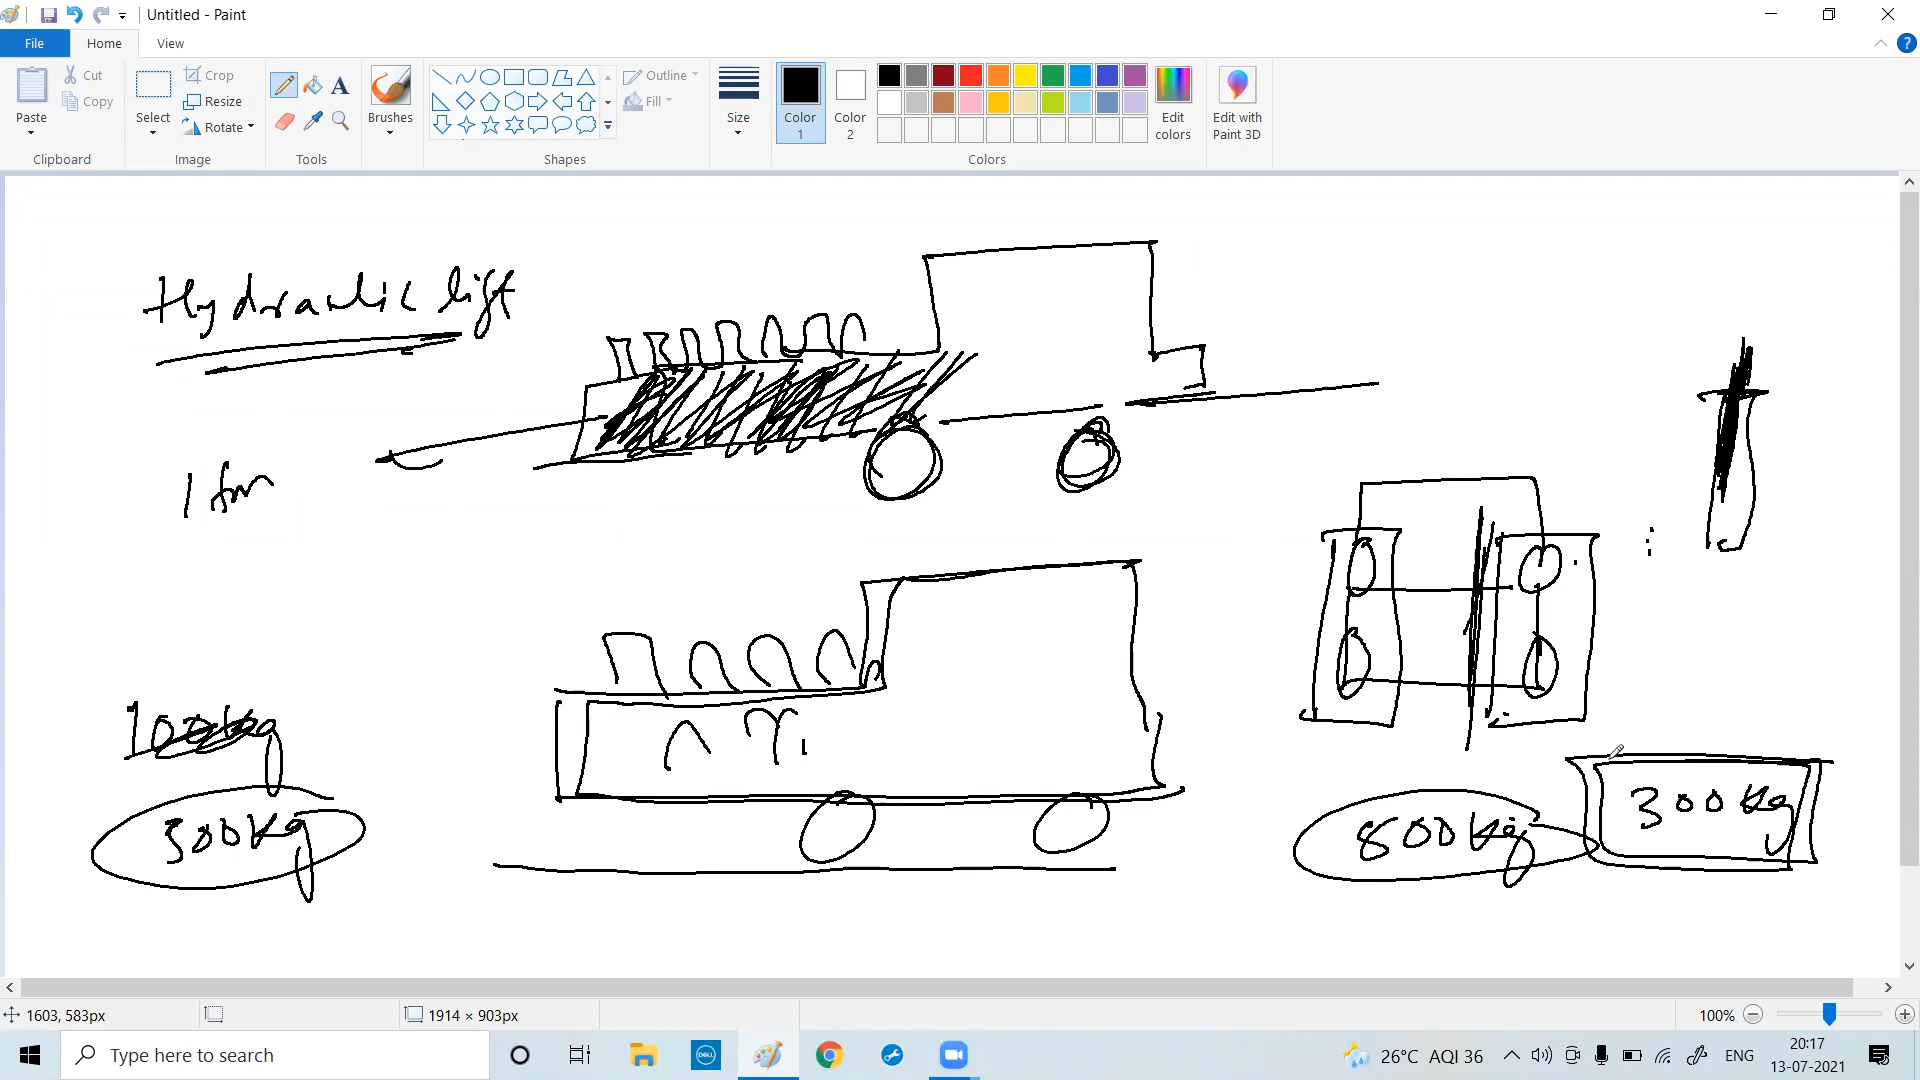 Untitled - Paint
File Home View
Paste
Cut
Copy
Clipboard
Select
Crop
Resize
Rotate
Image
Tools
Brushes
Outline
Fill
Shapes
Size
Color 1
Color 2
Edit colors
Edit with Paint 3D
Colors
Hydraulic lift
100kg
300kg
800kg
300kg
1603, 583px
1914 × 903px
100%
Type here to search
DELL
26°C AQI 36
ENG
20:17
13-07-2021